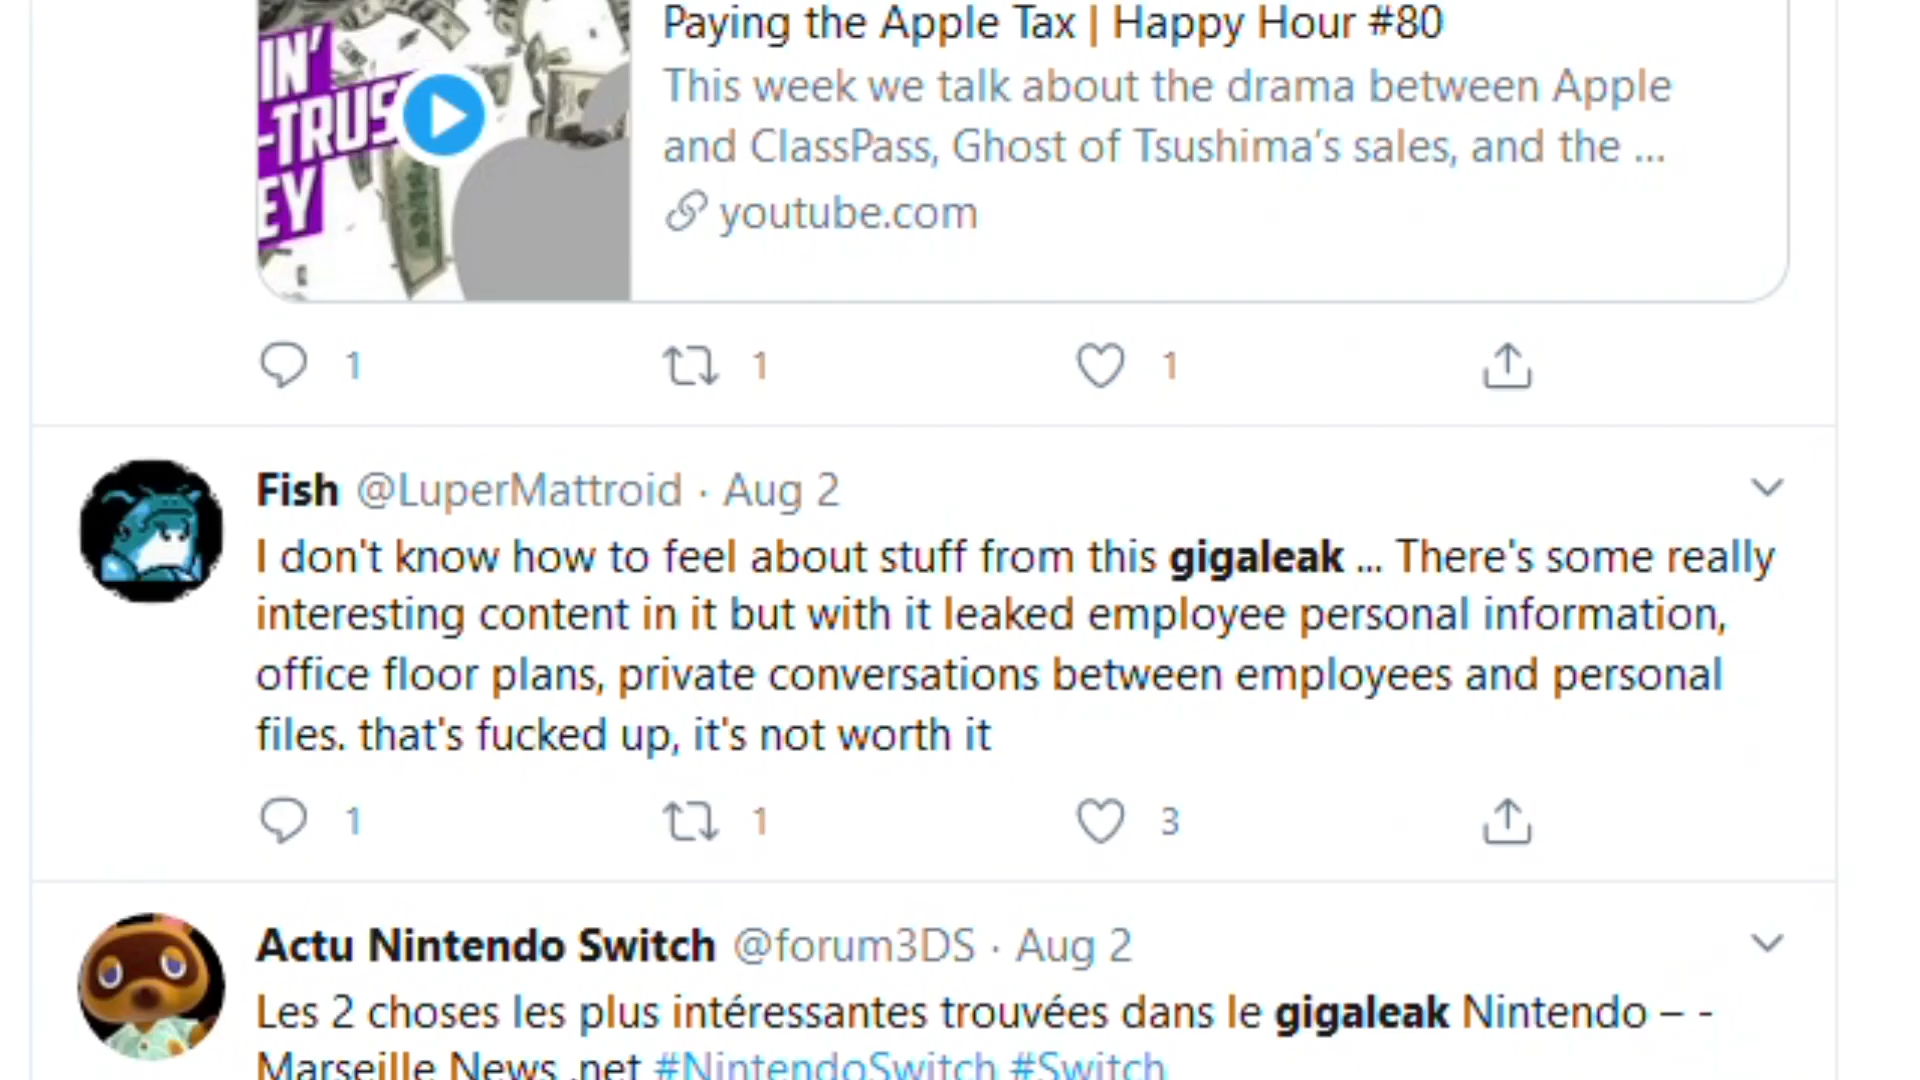 Paying the Apple Tax | Happy Hour #80
IN'
-TRUS
EY
This week we talk about the drama between Apple
and ClassPass, Ghost of Tsushima’s sales, and the ...
youtube.com
1 1 1
Fish @LuperMattroid · Aug 2
I don't know how to feel about stuff from this gigaleak ... There's some really
interesting content in it but with it leaked employee personal information,
office floor plans, private conversations between employees and personal
files. that's fucked up, it's not worth it
1 1 3
Actu Nintendo Switch @forum3DS · Aug 2
Les 2 choses les plus intéressantes trouvées dans le gigaleak Nintendo – -
Marseille News .net #NintendoSwitch #Switch